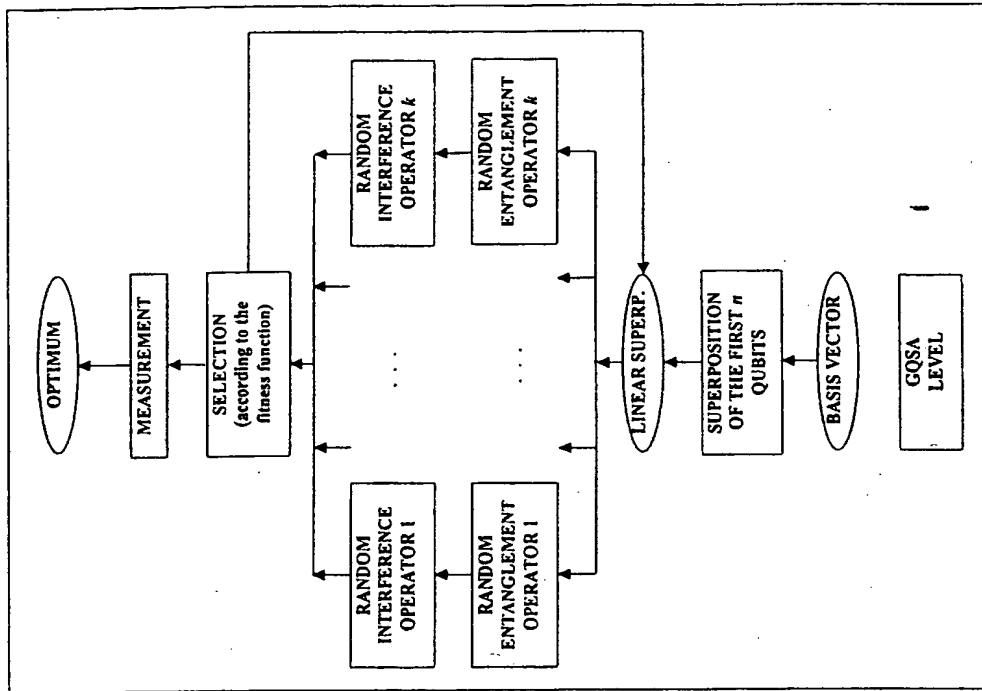 OPTIMUM
MEASUREMENT
SELECTION
(according to the
fitness function)
RANDOM
INTERFERENCE
OPERATOR 1
. . .
RANDOM
INTERFERENCE
OPERATOR k
RANDOM
ENTANGLEMENT
OPERATOR 1
. . .
RANDOM
ENTANGLEMENT
OPERATOR k
LINEAR SUPERP.
SUPERPOSITION
OF THE FIRST n
QUBITS
BASIS VECTOR
GQSA
LEVEL